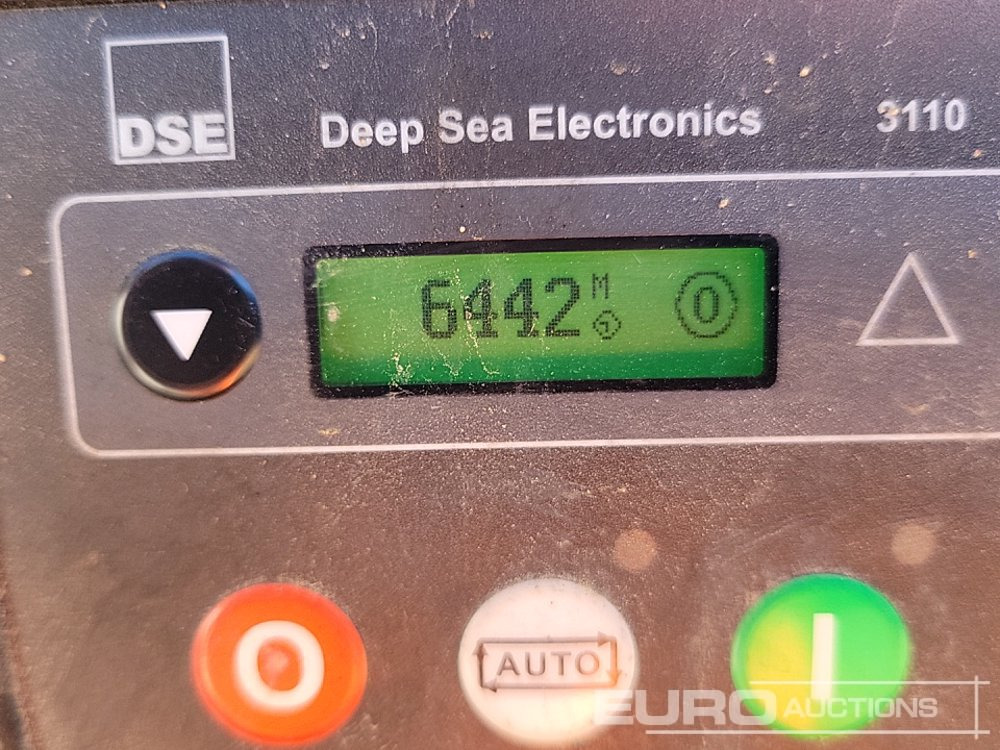 DSE
Deep Sea Electronics
3110
6442 M
0
O
AUTO
I
EURO AUCTIONS